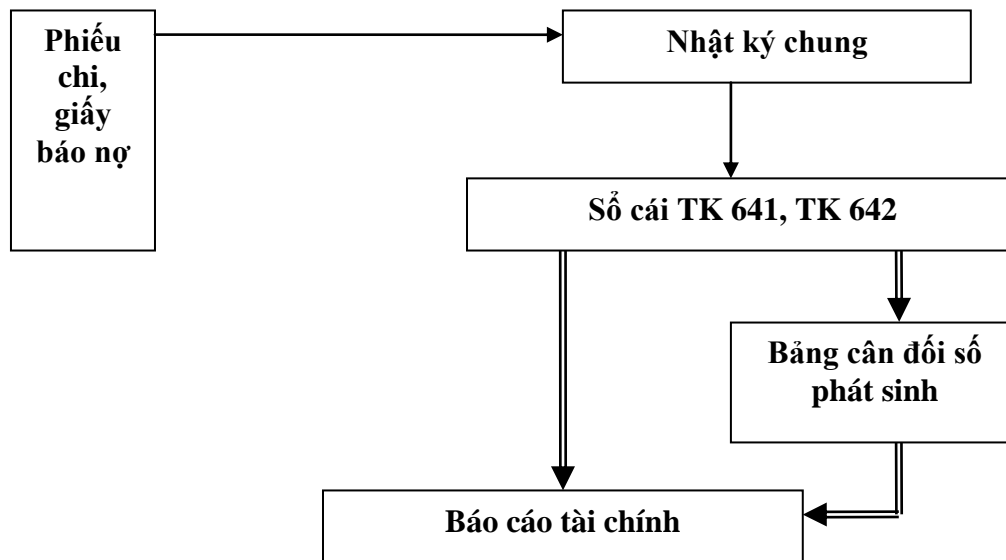 Phiếu
chi,
giấy
báo nợ
Nhật ký chung
Sổ cái TK 641, TK 642
Bảng cân đối số
phát sinh
Báo cáo tài chính